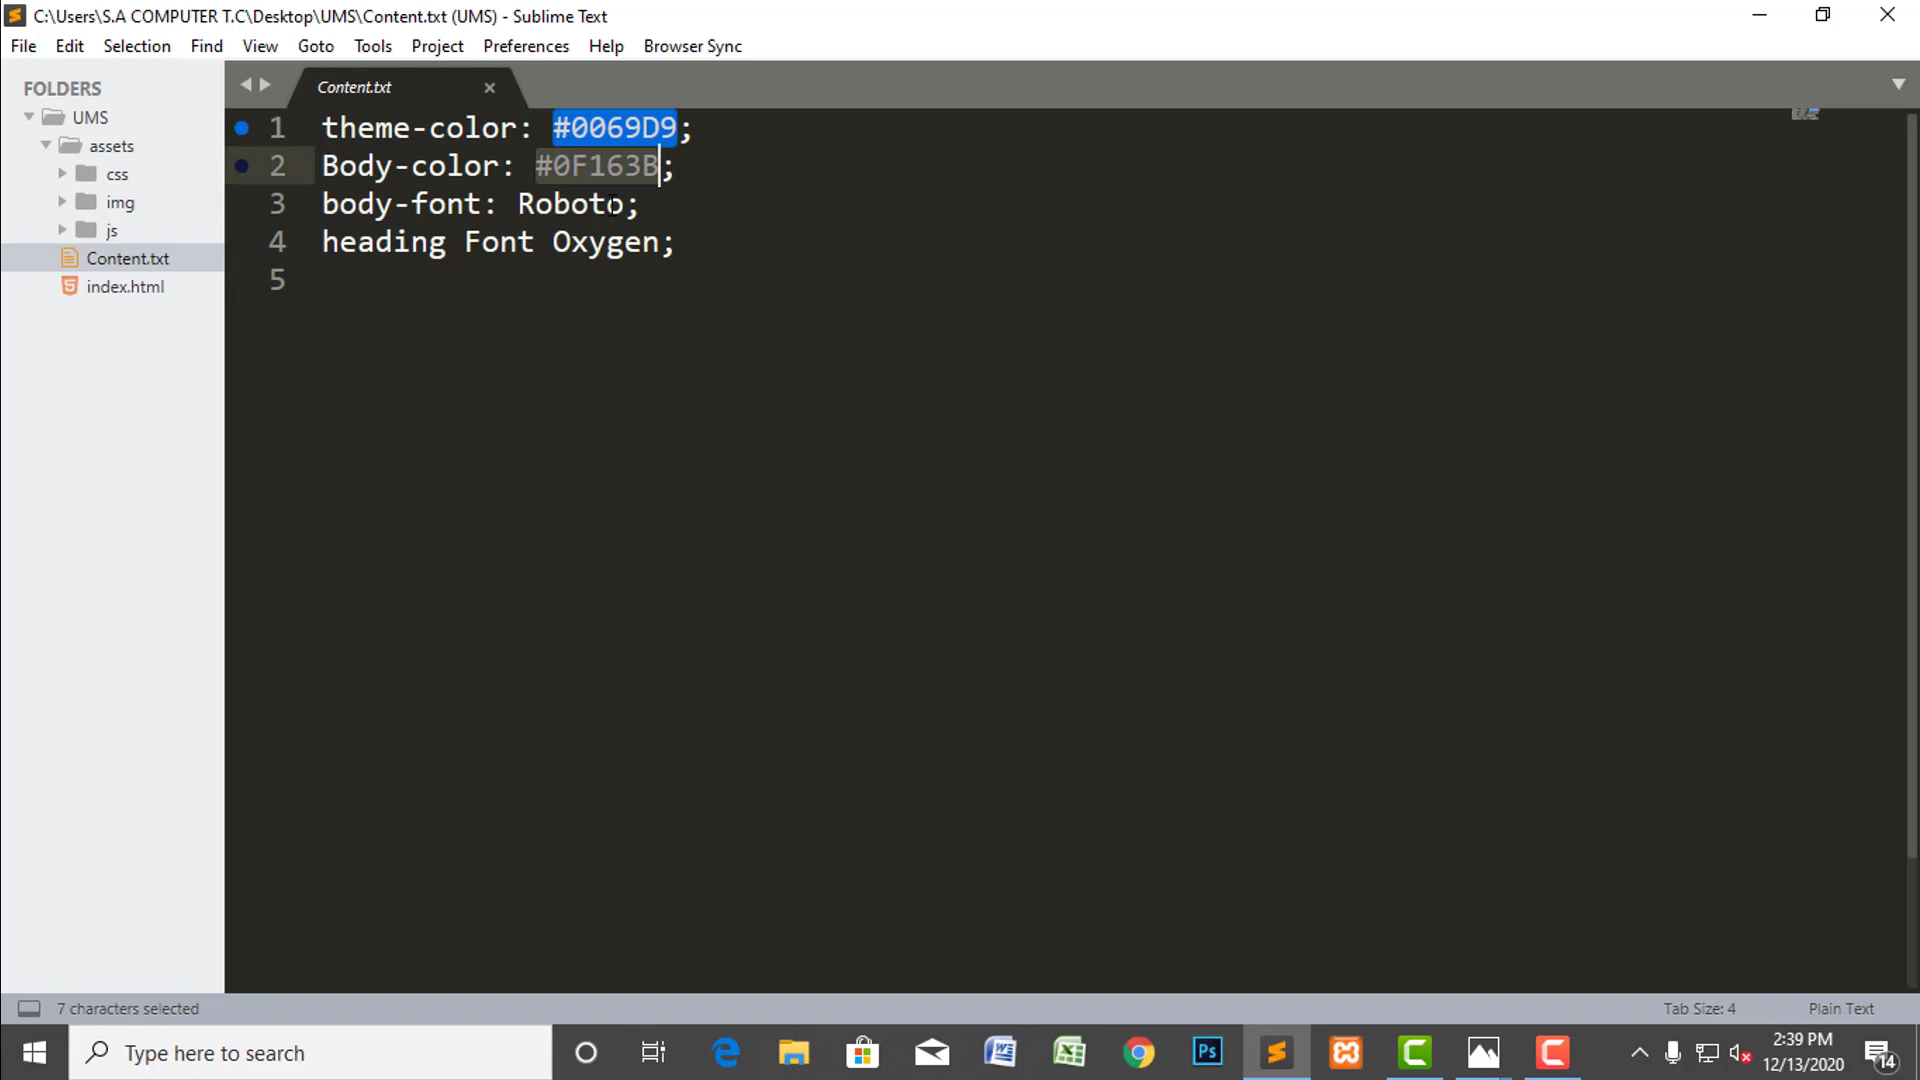 C:\Users\S.A COMPUTER T.C\Desktop\UMS\Content.txt (UMS) - Sublime Text
File Edit Selection Find View Goto Tools Project Preferences Help Browser Sync
FOLDERS
UMS
assets
css
img
js
Content.txt
index.html
Content.txt
1 theme-color: #0069D9;
2 Body-color: #0F163B;
3 body-font: Roboto;
4 heading Font Oxygen;
5
7 characters selected
Tab Size: 4
Plain Text
Type here to search
Ps
2:39 PM
12/13/2020
14